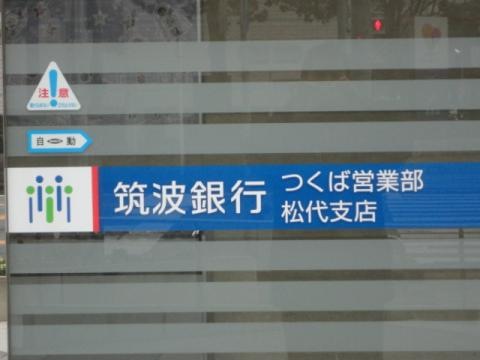 注意
自動
筑波銀行
つくば営業部
松代支店